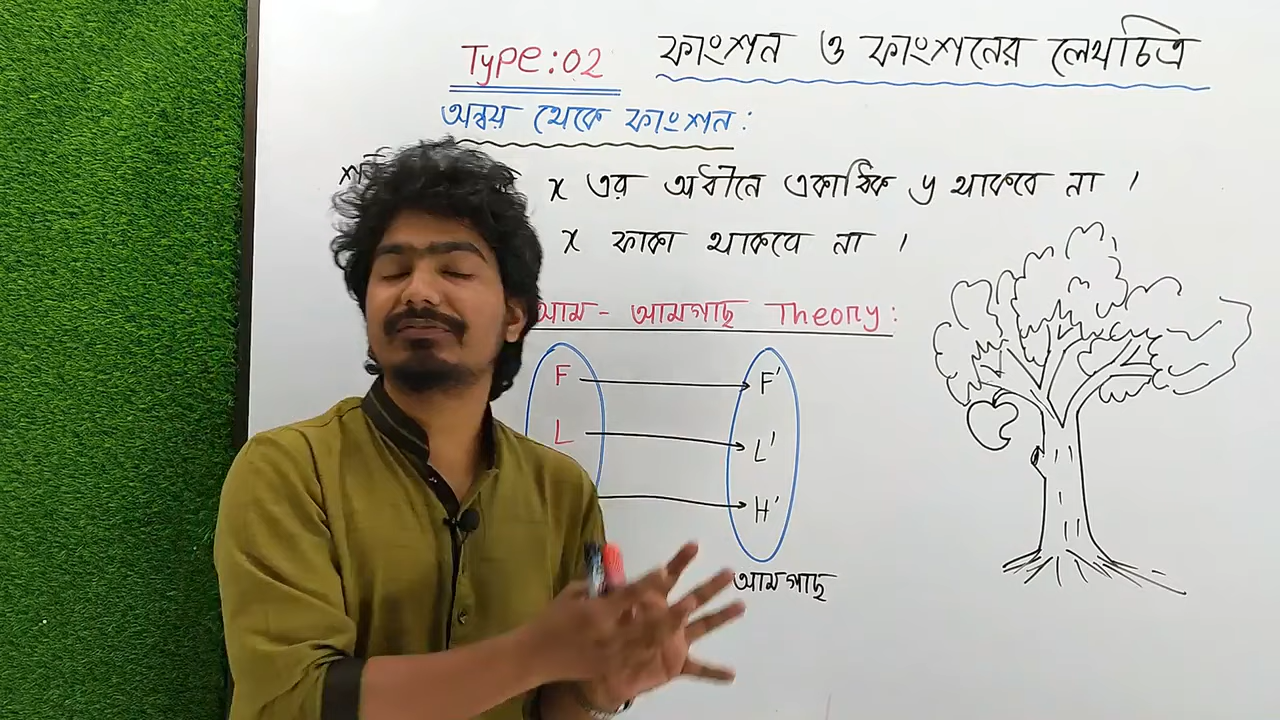 Type:02 ফাংশন ও ফাংশনের লেখচিত্র
অন্বয় থেকে ফাংশন:
x এর অধীনে একাধিক y থাকবে না ।
x ফাকা থাকবে না ।
আম- আমগাছ Theory:
F F'
L L'
H'
আমগাছ